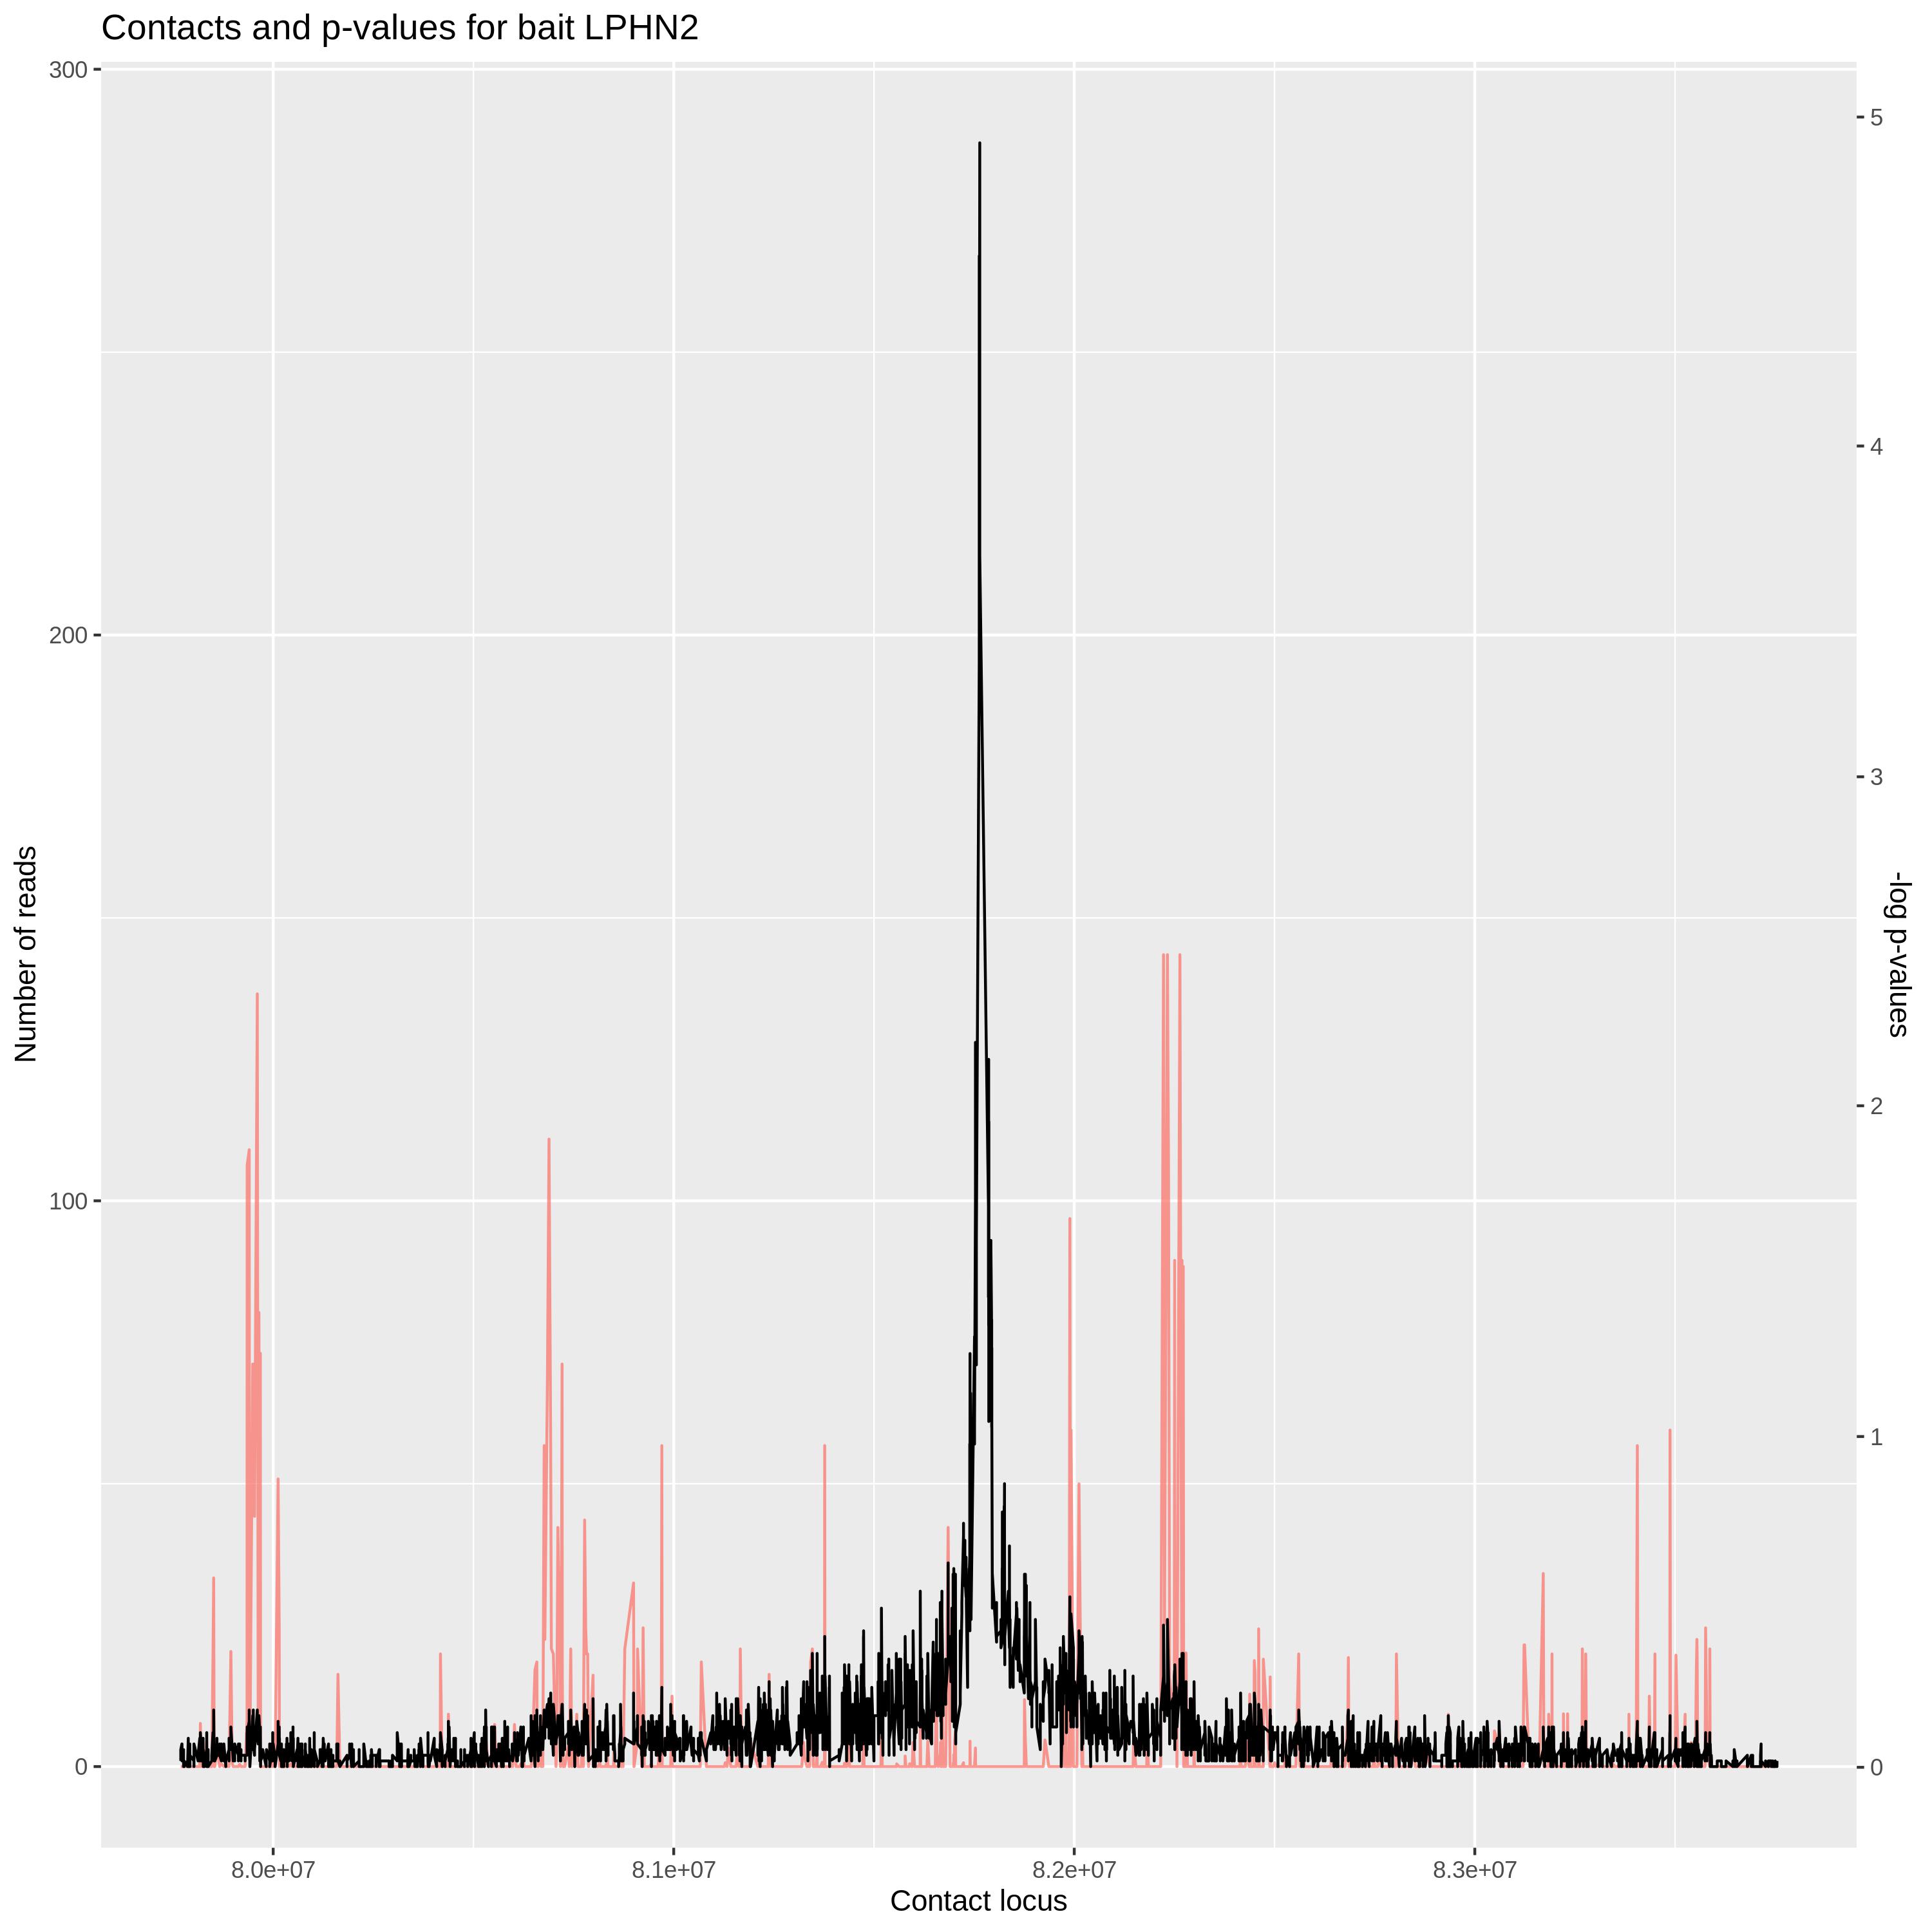 Contacts and p-values for bait LPHN2
300
200
100
0
5
4
3
2
1
0
Number of reads
-log p-values
8.0e+07 8.1e+07 8.2e+07 8.3e+07
Contact locus